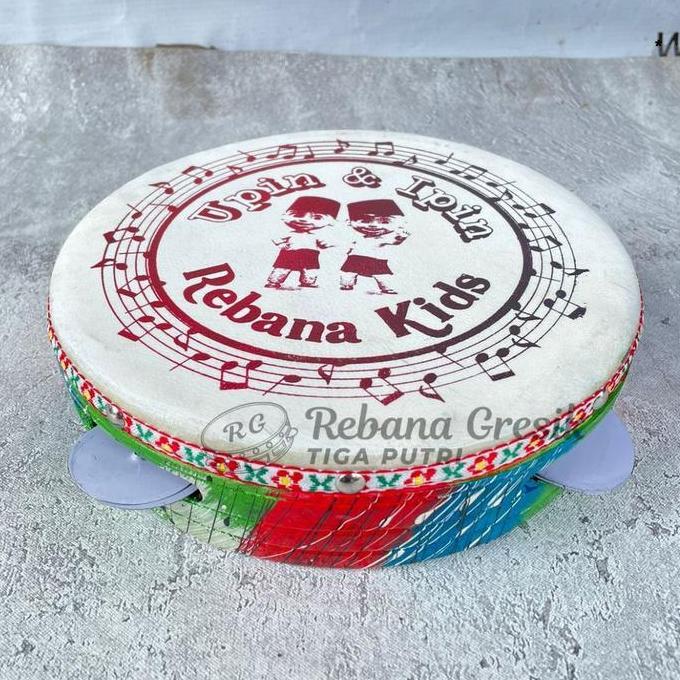 Upin & Ipin
Rebana Kids
RG
Rebana Gresik
TIGA PUTRI